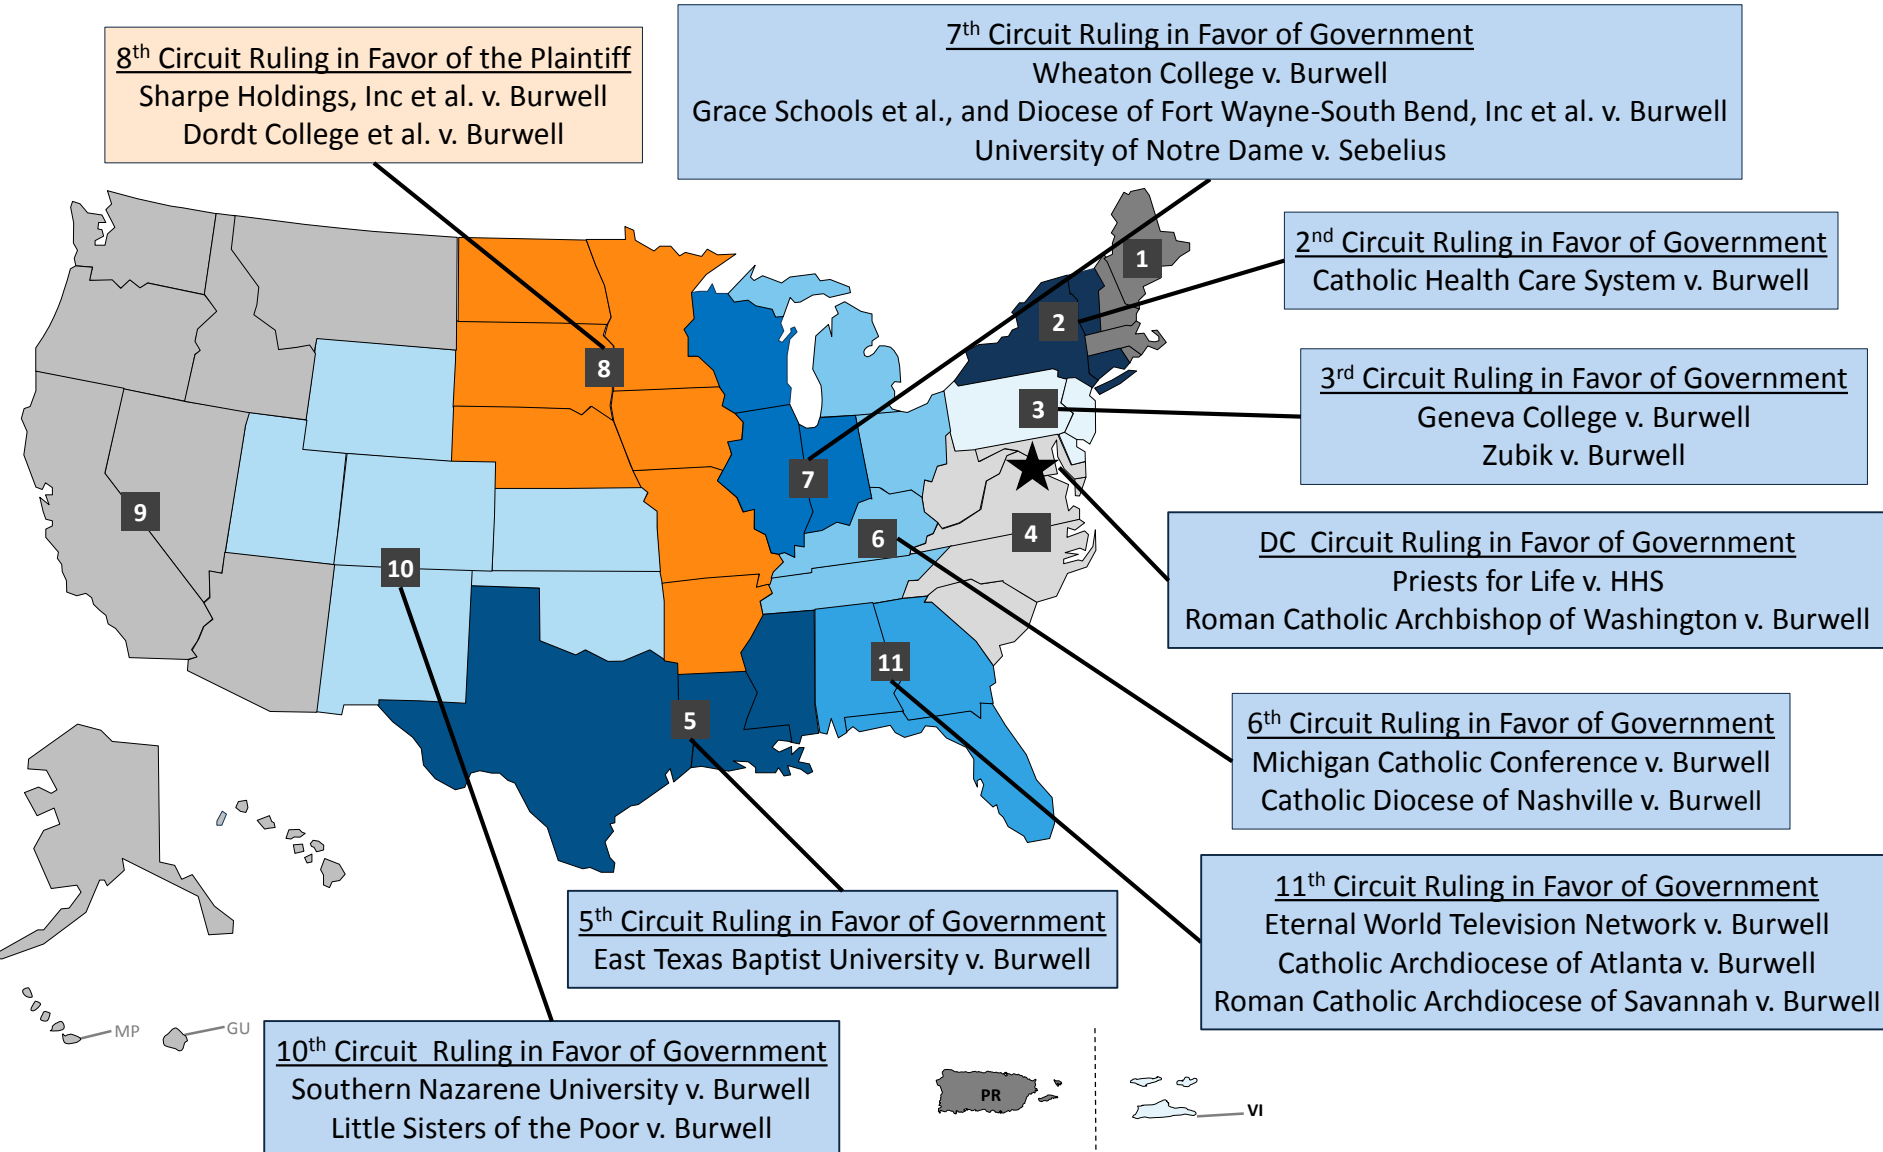 8th Circuit Ruling in Favor of the Plaintiff
Sharpe Holdings, Inc et al. v. Burwell
Dordt College et al. v. Burwell
7th Circuit Ruling in Favor of Government
Wheaton College v. Burwell
Grace Schools et al., and Diocese of Fort Wayne-South Bend, Inc et al. v. Burwell
University of Notre Dame v. Sebelius
2nd Circuit Ruling in Favor of Government
Catholic Health Care System v. Burwell
3rd Circuit Ruling in Favor of Government
Geneva College v. Burwell
Zubik v. Burwell
DC  Circuit Ruling in Favor of Government
Priests for Life v. HHS
Roman Catholic Archbishop of Washington v. Burwell
6th Circuit Ruling in Favor of Government
Michigan Catholic Conference v. Burwell
Catholic Diocese of Nashville v. Burwell
11th Circuit Ruling in Favor of Government
Eternal World Television Network v. Burwell
Catholic Archdiocese of Atlanta v. Burwell
Roman Catholic Archdiocese of Savannah v. Burwell
5th Circuit Ruling in Favor of Government
East Texas Baptist University v. Burwell
10th Circuit  Ruling in Favor of Government
Southern Nazarene University v. Burwell
Little Sisters of the Poor v. Burwell
1
2
3
8
7
9
6
4
10
11
5
MP
GU
PR
VI